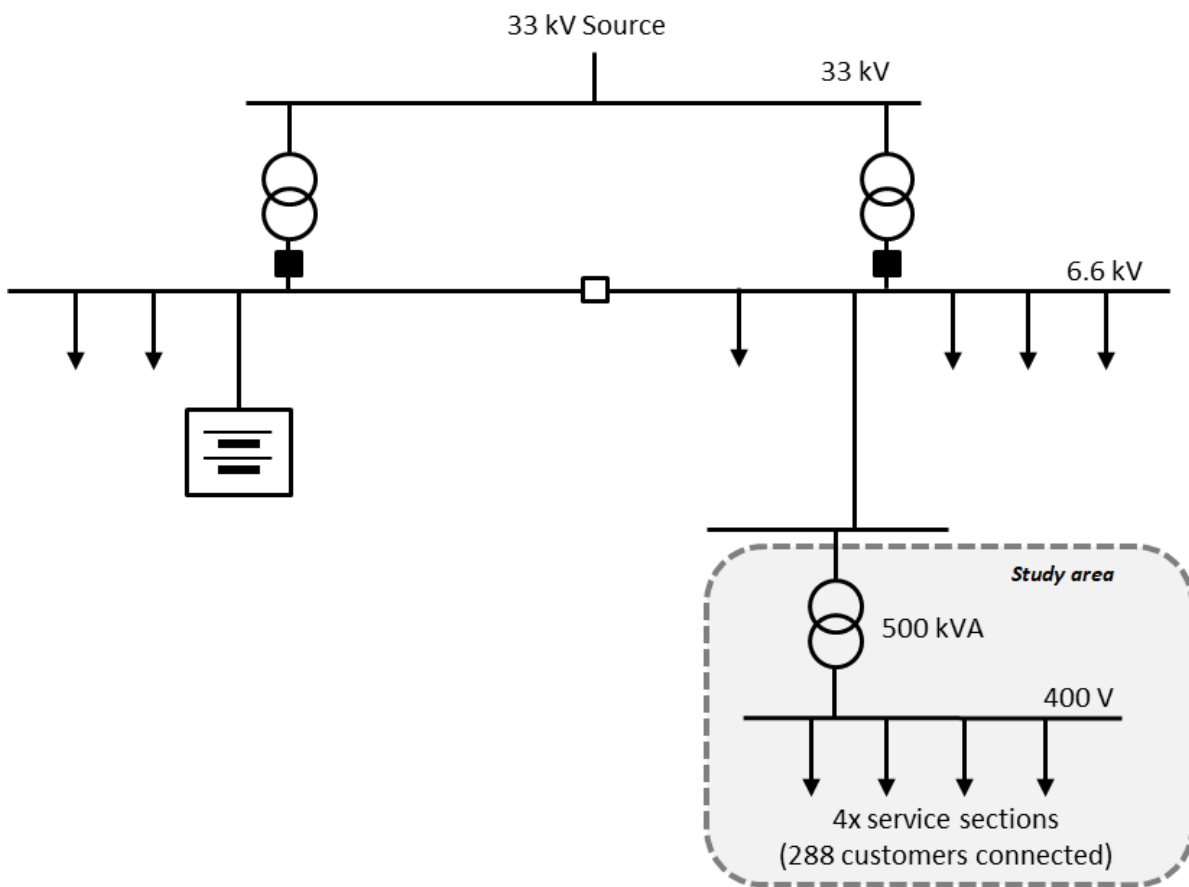 33 kV Source
33 kV
6.6 kV
Study area
500 kVA
400 V
4x service sections
(288 customers connected)